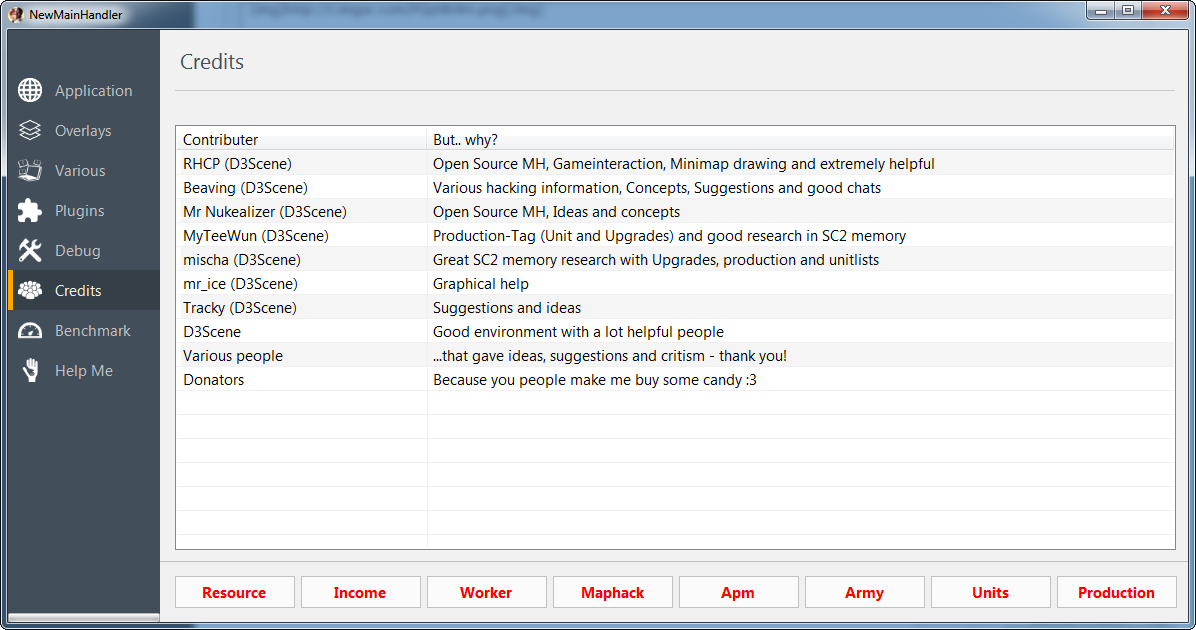 NewMainHandler
Application
Overlays
Various
Plugins
Debug
Credits
Benchmark
Help Me
Credits
Contributer But.. why?
RHCP (D3Scene) Open Source MH, Gameinteraction, Minimap drawing and extremely helpful
Beaving (D3Scene) Various hacking information, Concepts, Suggestions and good chats
Mr Nukealizer (D3Scene) Open Source MH, Ideas and concepts
MyTeeWun (D3Scene) Production-Tag (Unit and Upgrades) and good research in SC2 memory
mischa (D3Scene) Great SC2 memory research with Upgrades, production and unitlists
mr_ice (D3Scene) Graphical help
Tracky (D3Scene) Suggestions and ideas
D3Scene Good environment with a lot helpful people
Various people ...that gave ideas, suggestions and critism - thank you!
Donators Because you people make me buy some candy :3
Resource Income Worker Maphack Apm Army Units Production